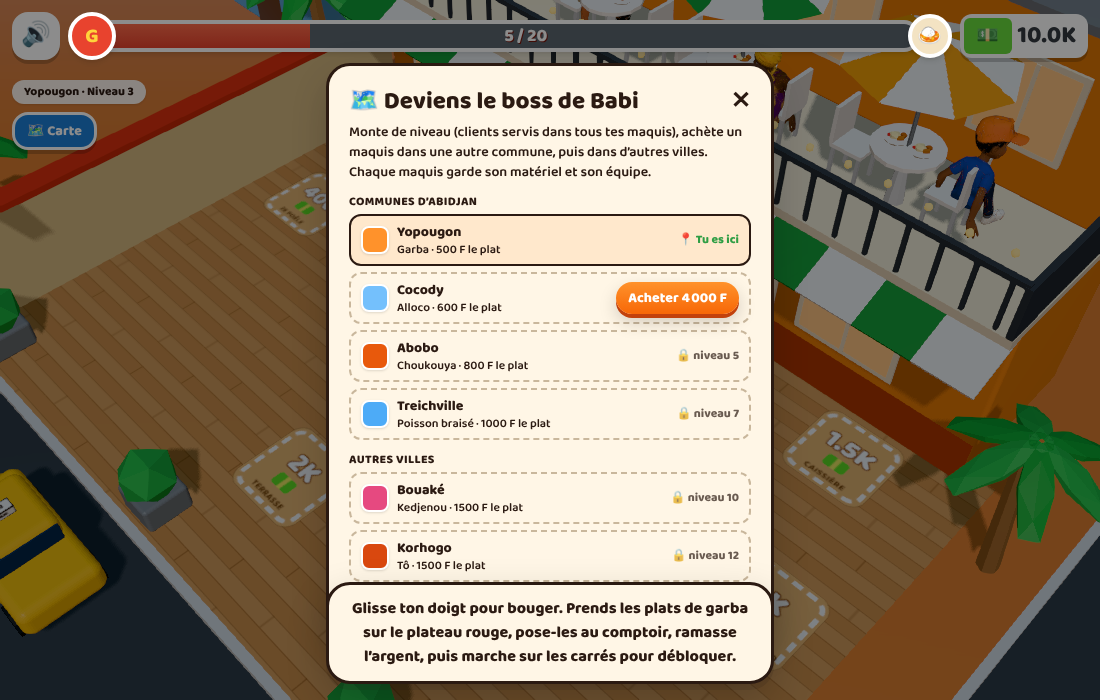 G
5 / 20
10.0K
Yopougon · Niveau 3
Carte
Deviens le boss de Babi
Monte de niveau (clients servis dans tous tes maquis), achète un
maquis dans une autre commune, puis dans d'autres villes.
Chaque maquis garde son matériel et son équipe.
COMMUNES D'ABIDJAN
Yopougon
Garba · 500 F le plat
Tu es ici
Cocody
Alloco · 600 F le plat
Acheter 4 000 F
Abobo
Choukouya · 800 F le plat
niveau 5
Treichville
Poisson braisé · 1000 F le plat
niveau 7
AUTRES VILLES
Bouaké
Kedjenou · 1500 F le plat
niveau 10
Korhogo
Tô · 1500 F le plat
niveau 12
Glisse ton doigt pour bouger. Prends les plats de garba
sur le plateau rouge, pose-les au comptoir, ramasse
l'argent, puis marche sur les carrés pour débloquer.
2K
TERRASSE
1.5K
CAISSIÈRE